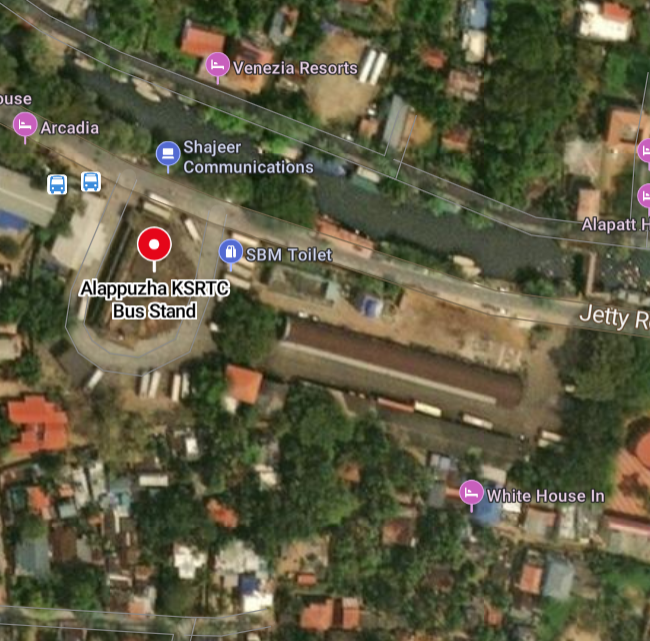 Venezia Resorts
ouse
Arcadia
Shajeer
Communications
Alapatt H
SBM Toilet
Alappuzha KSRTC
Bus Stand
Jetty R
White House In